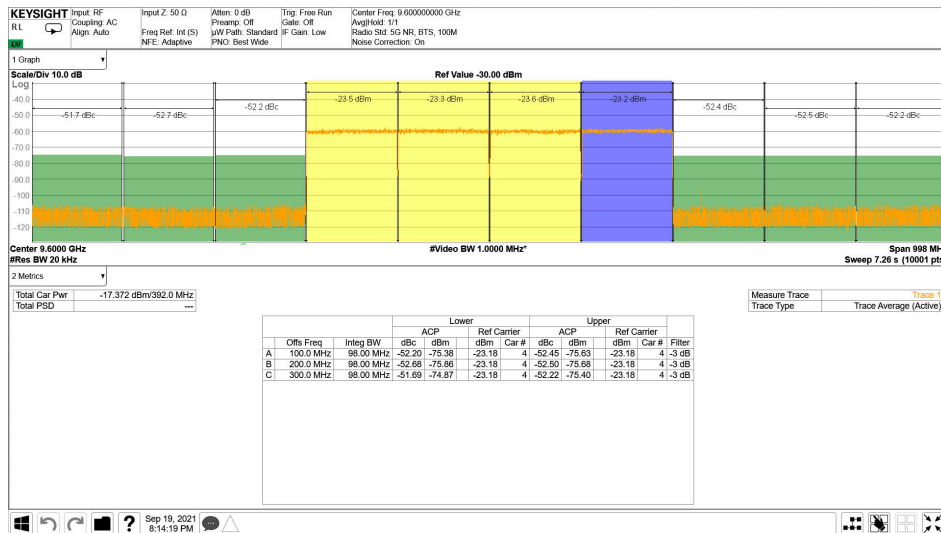 KEYSIGHT Input: RF Input Z: 50 Ω Atten: 0 dB Trig: Free Run Center Freq: 9.600000000 GHz
RL Coupling: AC Preamp: Off Gate: Off Avg|Hold: 1/1
Align: Auto Freq Ref: Int (S) µW Path: Standard IF Gain: Low Radio Std: 5G NR, BTS, 100M
NFE: Adaptive PNO: Best Wide Noise Correction: On
1 Graph
Scale/Div 10.0 dB Ref Value -30.00 dBm
Log
-40.0
-50.0
-60.0
-70.0
-80.0
-90.0
-100
-110
-120
-51.7 dBc -52.7 dBc -52.2 dBc -23.5 dBm -23.3 dBm -23.6 dBm -23.2 dBm -52.4 dBc -52.5 dBc -52.2 dBc
Center 9.6000 GHz #Video BW 1.0000 MHz* Span 998 MH
#Res BW 20 kHz Sweep 7.26 s (10001 pts
2 Metrics
Total Car Pwr -17.372 dBm/392.0 MHz
Total PSD ---
Measure Trace Trace 1
Trace Type Trace Average (Active)
Lower Upper
ACP Ref Carrier ACP Ref Carrier
Offs Freq Integ BW dBc dBm dBm Car # dBc dBm dBm Car # Filter
A 100.0 MHz 98.00 MHz -52.20 -75.38 -23.18 4 -52.45 -75.63 -23.18 4 -3 dB
B 200.0 MHz 98.00 MHz -52.68 -75.86 -23.18 4 -52.50 -75.68 -23.18 4 -3 dB
C 300.0 MHz 98.00 MHz -51.69 -74.87 -23.18 4 -52.22 -75.40 -23.18 4 -3 dB
? Sep 19, 2021
8:14:19 PM